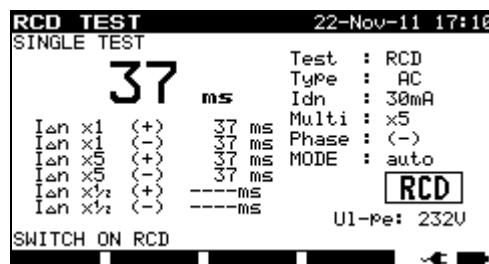 RCD TEST 22-Nov-11 17:10
SINGLE TEST
37 ms
IΔn x1 (+) 37 ms
IΔn x1 (-) 37 ms
IΔn x5 (+) 37 ms
IΔn x5 (-) 37 ms
IΔn x½ (+) ----ms
IΔn x½ (-) ----ms
Test : RCD
Type : AC
Idn : 30mA
Multi : x5
Phase : (-)
MODE : auto
RCD
Ul-pe: 232V
SWITCH ON RCD